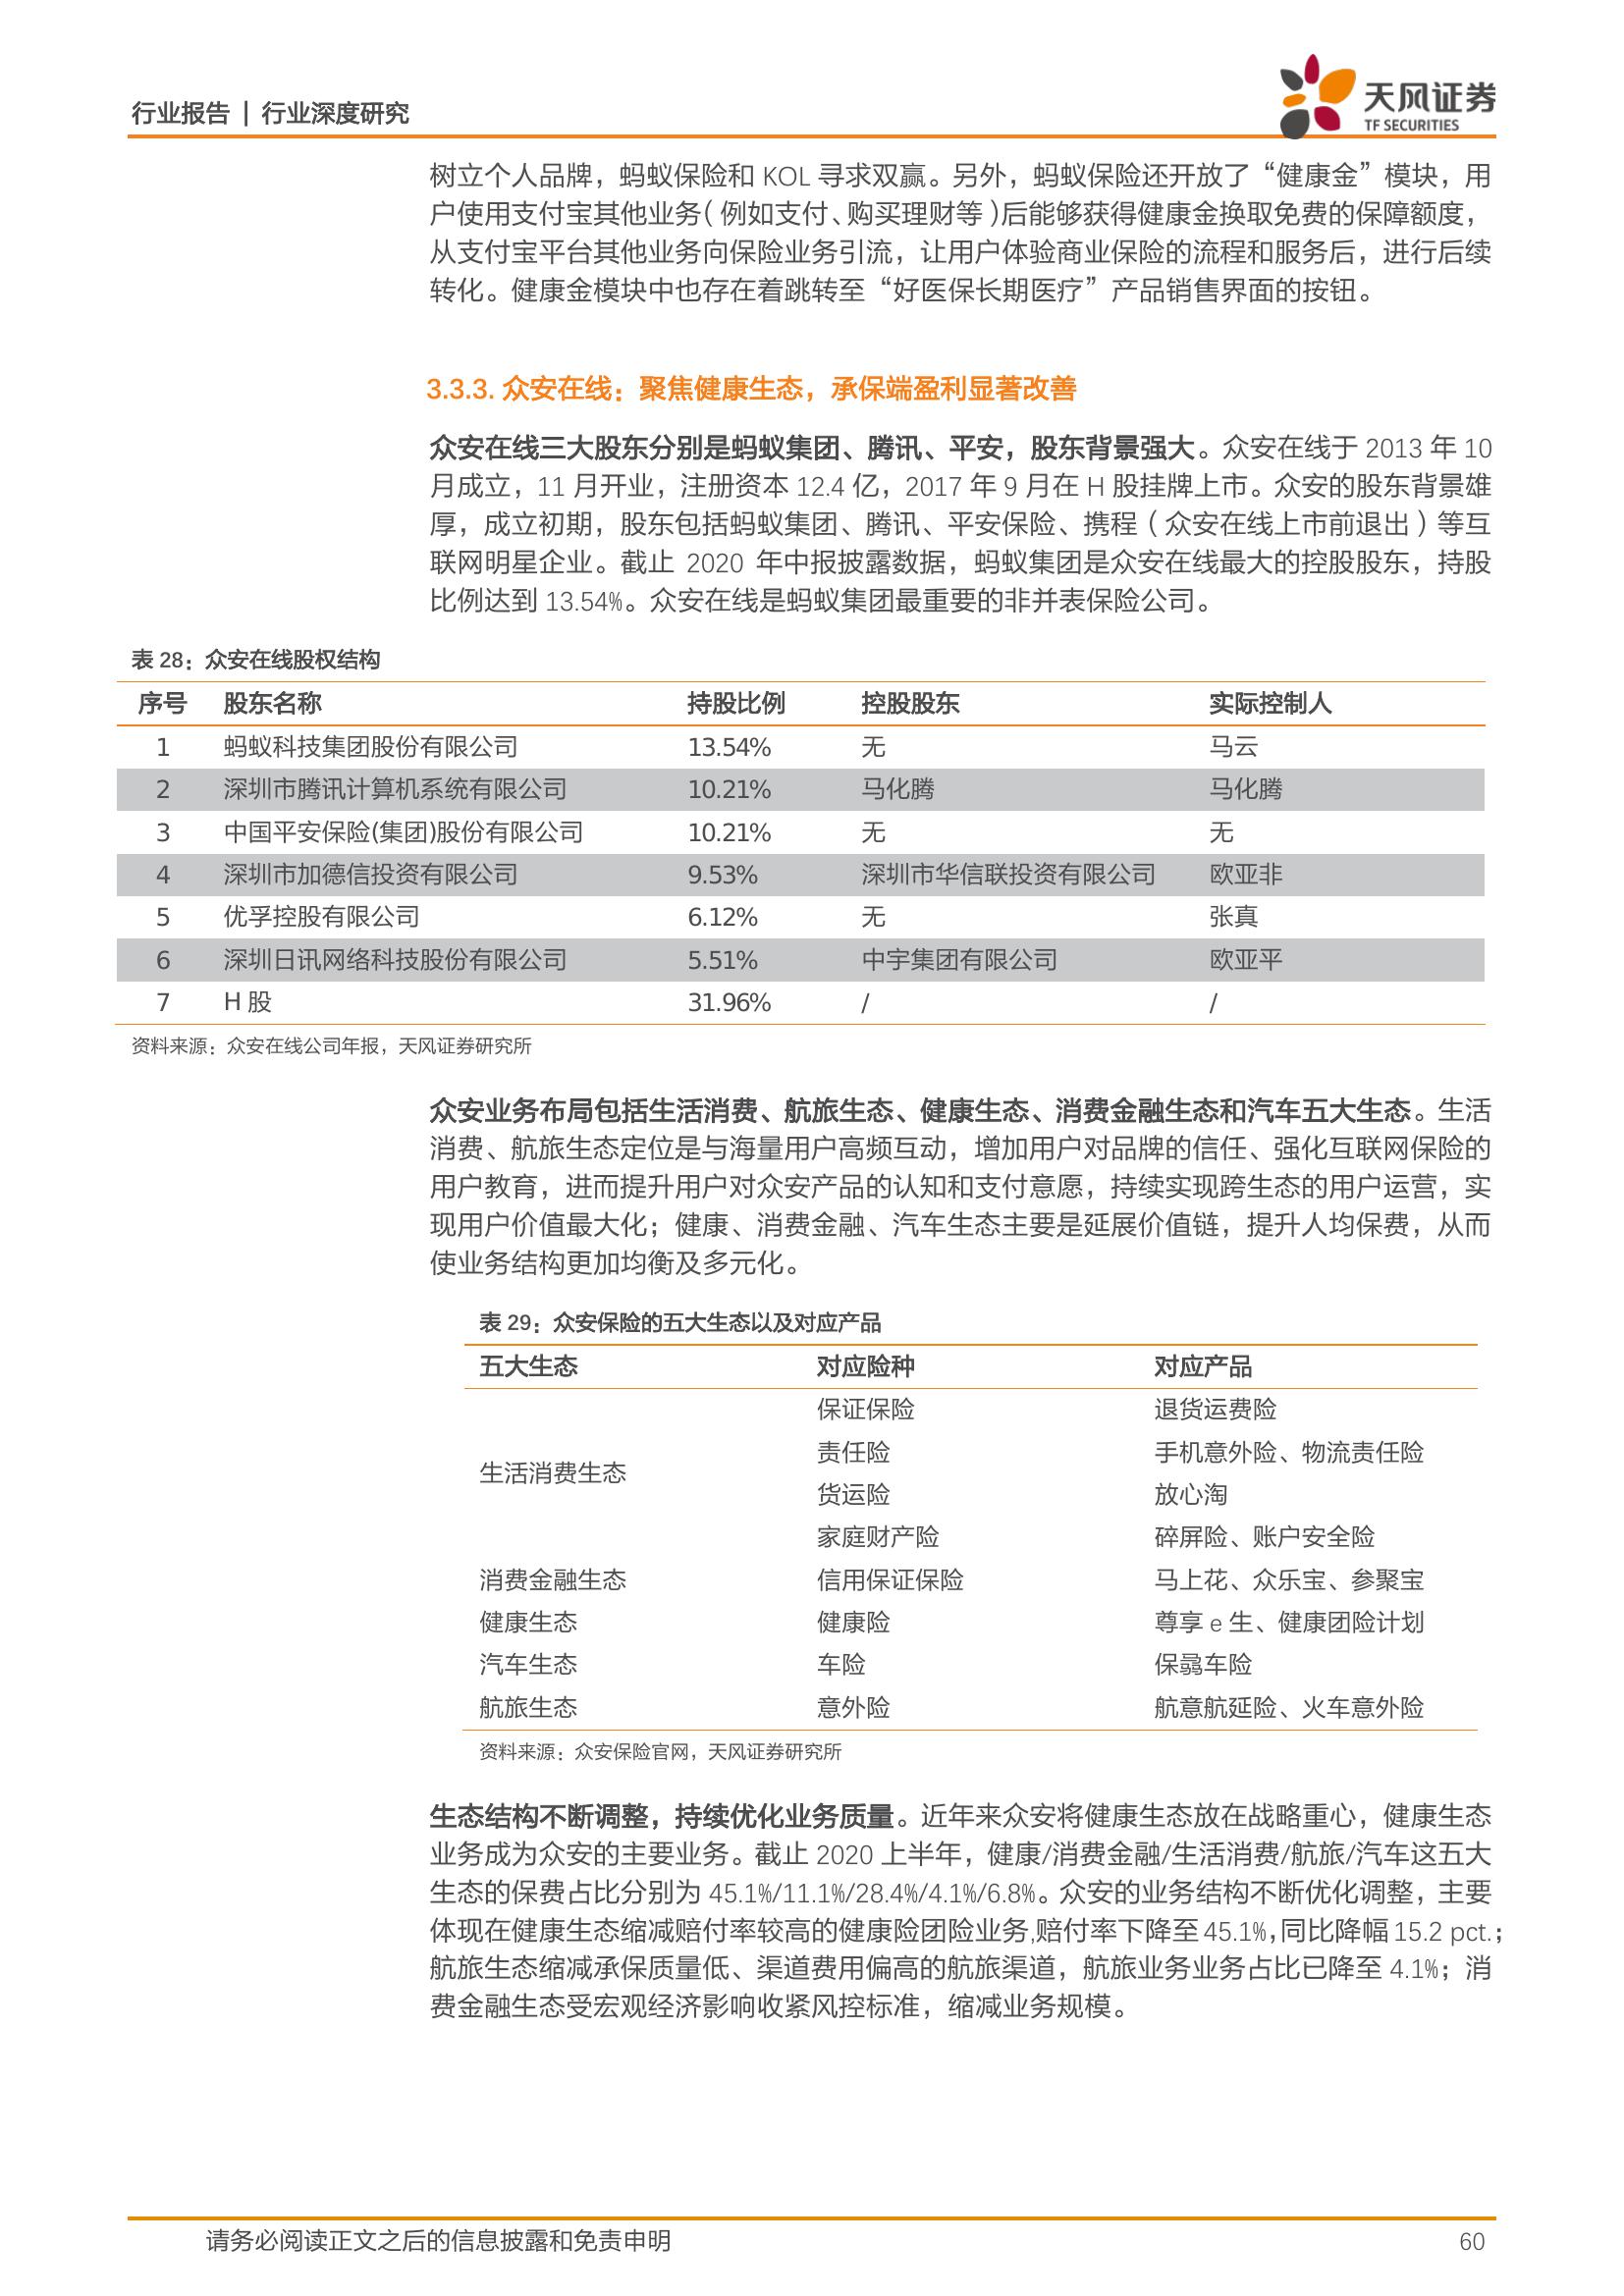 行业报告 | 行业深度研究
天风证券
TF SECURITIES
树立个人品牌，蚂蚁保险和 KOL 寻求双赢。另外，蚂蚁保险还开放了“健康金”模块，用
户使用支付宝其他业务（例如支付、购买理财等）后能够获得健康金换取免费的保障额度，
从支付宝平台其他业务向保险业务引流，让用户体验商业保险的流程和服务后，进行后续
转化。健康金模块中也存在着跳转至“好医保长期医疗”产品销售界面的按钮。
3.3.3. 众安在线：聚焦健康生态，承保端盈利显著改善
众安在线三大股东分别是蚂蚁集团、腾讯、平安，股东背景强大。众安在线于 2013 年 10
月成立，11 月开业，注册资本 12.4 亿，2017 年 9 月在 H 股挂牌上市。众安的股东背景雄
厚，成立初期，股东包括蚂蚁集团、腾讯、平安保险、携程（众安在线上市前退出）等互
联网明星企业。截止 2020 年中报披露数据，蚂蚁集团是众安在线最大的控股股东，持股
比例达到 13.54%。众安在线是蚂蚁集团最重要的非并表保险公司。
表 28：众安在线股权结构
序号 股东名称 持股比例 控股股东 实际控制人
1 蚂蚁科技集团股份有限公司 13.54% 无 马云
2 深圳市腾讯计算机系统有限公司 10.21% 马化腾 马化腾
3 中国平安保险(集团)股份有限公司 10.21% 无 无
4 深圳市加德信投资有限公司 9.53% 深圳市华信联投资有限公司 欧亚非
5 优孚控股有限公司 6.12% 无 张真
6 深圳日讯网络科技股份有限公司 5.51% 中宇集团有限公司 欧亚平
7 H 股 31.96% / /
资料来源：众安在线公司年报，天风证券研究所
众安业务布局包括生活消费、航旅生态、健康生态、消费金融生态和汽车五大生态。生活
消费、航旅生态定位是与海量用户高频互动，增加用户对品牌的信任、强化互联网保险的
用户教育，进而提升用户对众安产品的认知和支付意愿，持续实现跨生态的用户运营，实
现用户价值最大化；健康、消费金融、汽车生态主要是延展价值链，提升人均保费，从而
使业务结构更加均衡及多元化。
表 29：众安保险的五大生态以及对应产品
五大生态 对应险种 对应产品
保证保险 退货运费险
责任险 手机意外险、物流责任险
生活消费生态
货运险 放心淘
家庭财产险 碎屏险、账户安全险
消费金融生态 信用保证保险 马上花、众乐宝、参聚宝
健康生态 健康险 尊享 e 生、健康团险计划
汽车生态 车险 保骉车险
航旅生态 意外险 航意航延险、火车意外险
资料来源：众安保险官网，天风证券研究所
生态结构不断调整，持续优化业务质量。近年来众安将健康生态放在战略重心，健康生态
业务成为众安的主要业务。截止 2020 上半年，健康/消费金融/生活消费/航旅/汽车这五大
生态的保费占比分别为 45.1%/11.1%/28.4%/4.1%/6.8%。众安的业务结构不断优化调整，主要
体现在健康生态缩减赔付率较高的健康险团险业务,赔付率下降至 45.1%，同比降幅 15.2 pct.；
航旅生态缩减承保质量低、渠道费用偏高的航旅渠道，航旅业务业务占比已降至 4.1%；消
费金融生态受宏观经济影响收紧风控标准，缩减业务规模。
请务必阅读正文之后的信息披露和免责申明 60